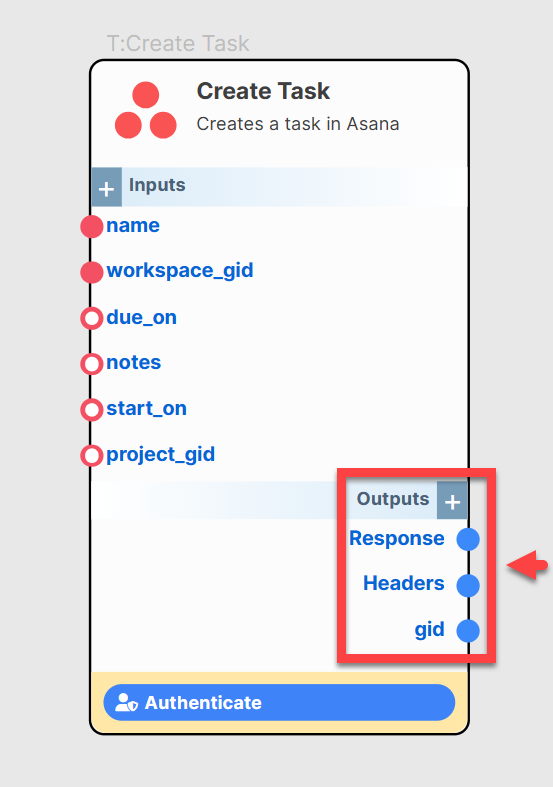 T:Create Task
Create Task
Creates a task in Asana
+ Inputs
name
workspace_gid
due_on
notes
start_on
project_gid
Outputs +
Response
Headers
gid
Authenticate